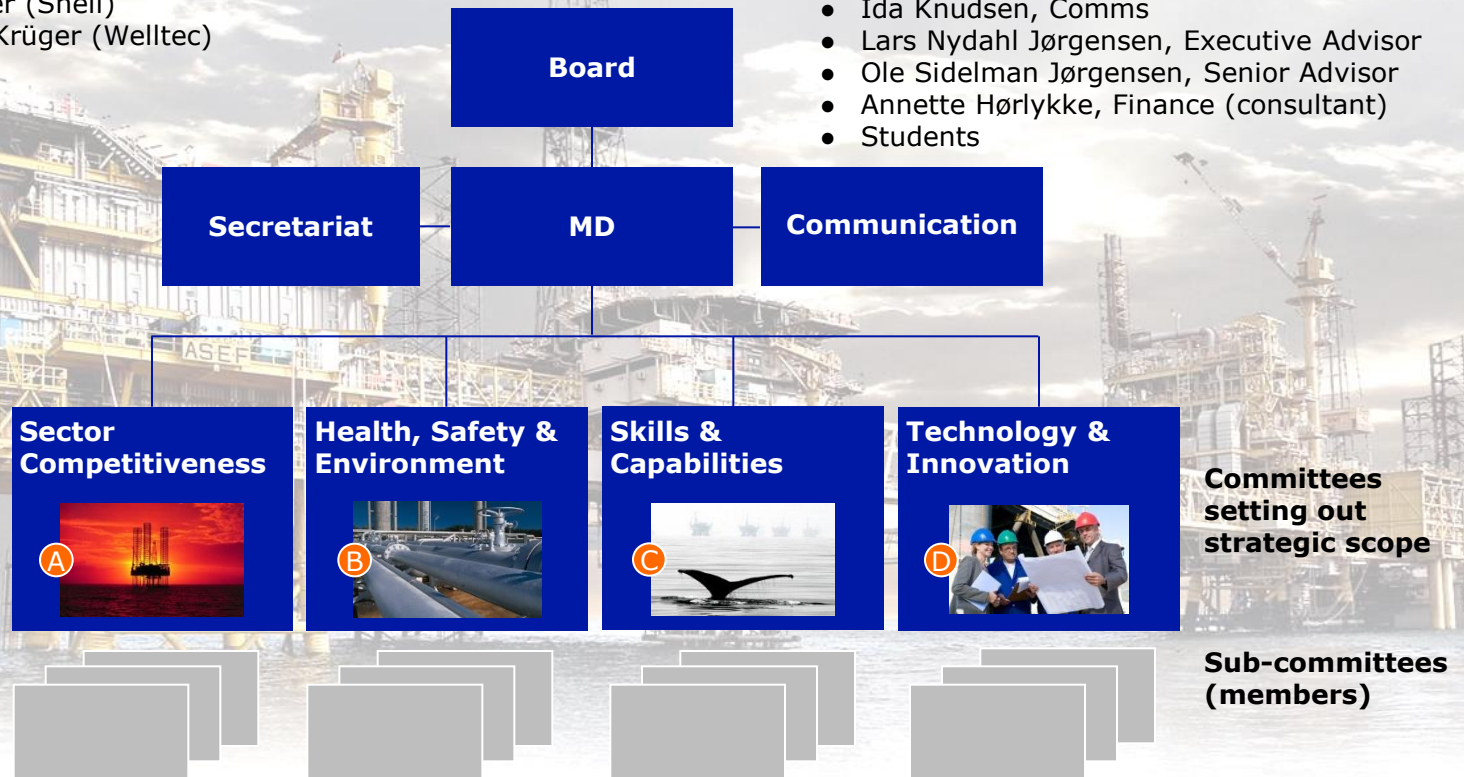 (Shell)
Krüger (Welltec)
● Ida Knudsen, Comms
● Lars Nydahl Jørgensen, Executive Advisor
● Ole Sidelman Jørgensen, Senior Advisor
● Annette Hørlykke, Finance (consultant)
● Students
Board
Secretariat
MD
Communication
ASEF
Sector
Competitiveness
A
Health, Safety &
Environment
B
Skills &
Capabilities
C
Technology &
Innovation
D
Committees
setting out
strategic scope
Sub-committees
(members)